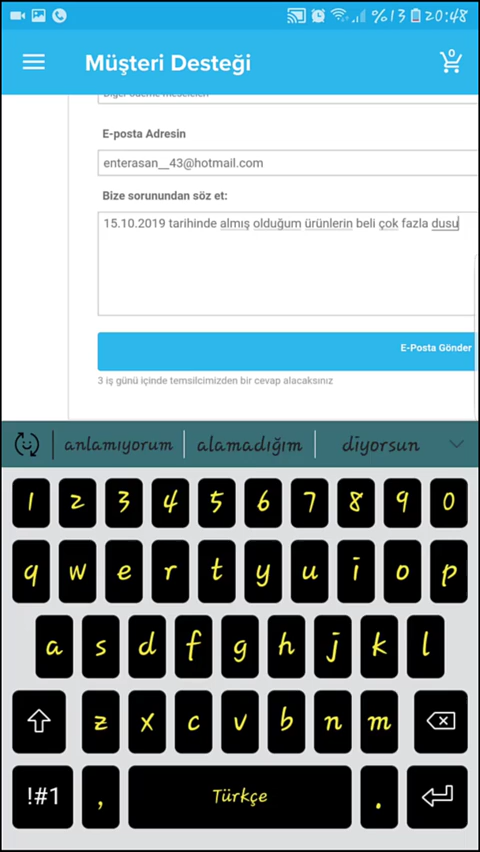 %13 20:48
Müşteri Desteği
0
E-posta Adresin
enterasan__43@hotmail.com
Bize sorunundan söz et:
15.10.2019 tarihinde almış olduğum ürünlerin beli çok fazla dusu
E-Posta Gönder
3 iş günü içinde temsilcimizden bir cevap alacaksınız
anlamıyorum alamadığım diyorsun
1 2 3 4 5 6 7 8 9 0
q w e r t y u i o p
a s d f g h j k l
z x c v b n m
!#1 , Türkçe .